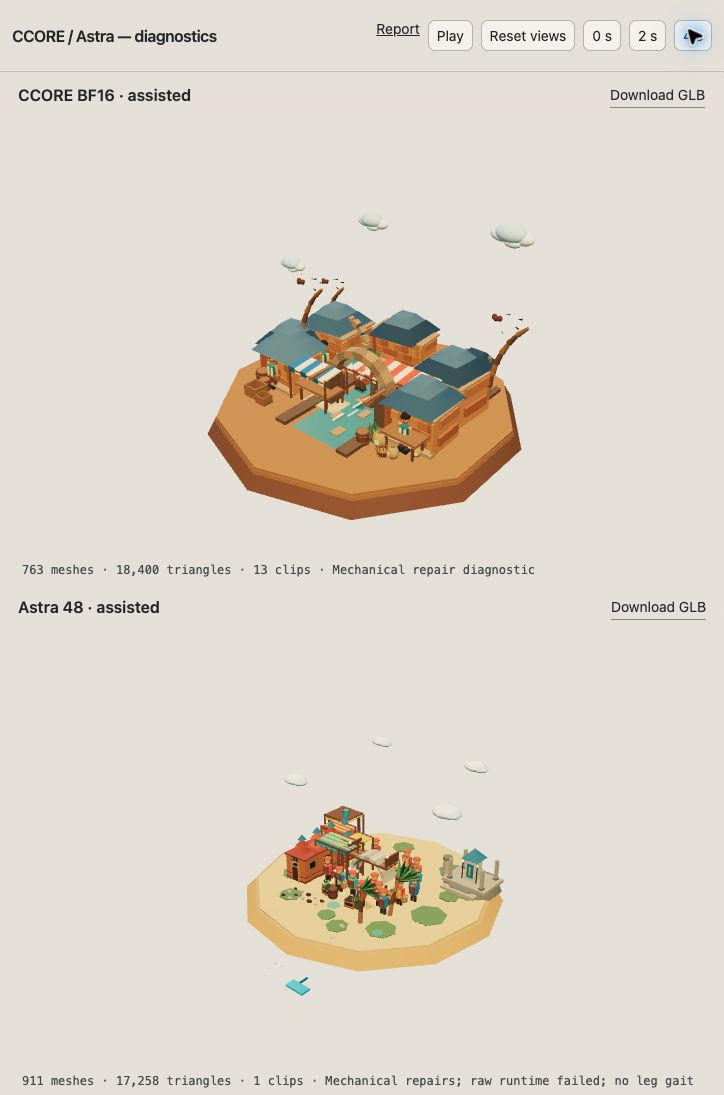 CCORE / Astra — diagnostics
Report
Play
Reset views
0 s
2 s
CCORE BF16 · assisted
Download GLB
763 meshes · 18,400 triangles · 13 clips · Mechanical repair diagnostic
Astra 48 · assisted
Download GLB
911 meshes · 17,258 triangles · 1 clips · Mechanical repairs; raw runtime failed; no leg gait